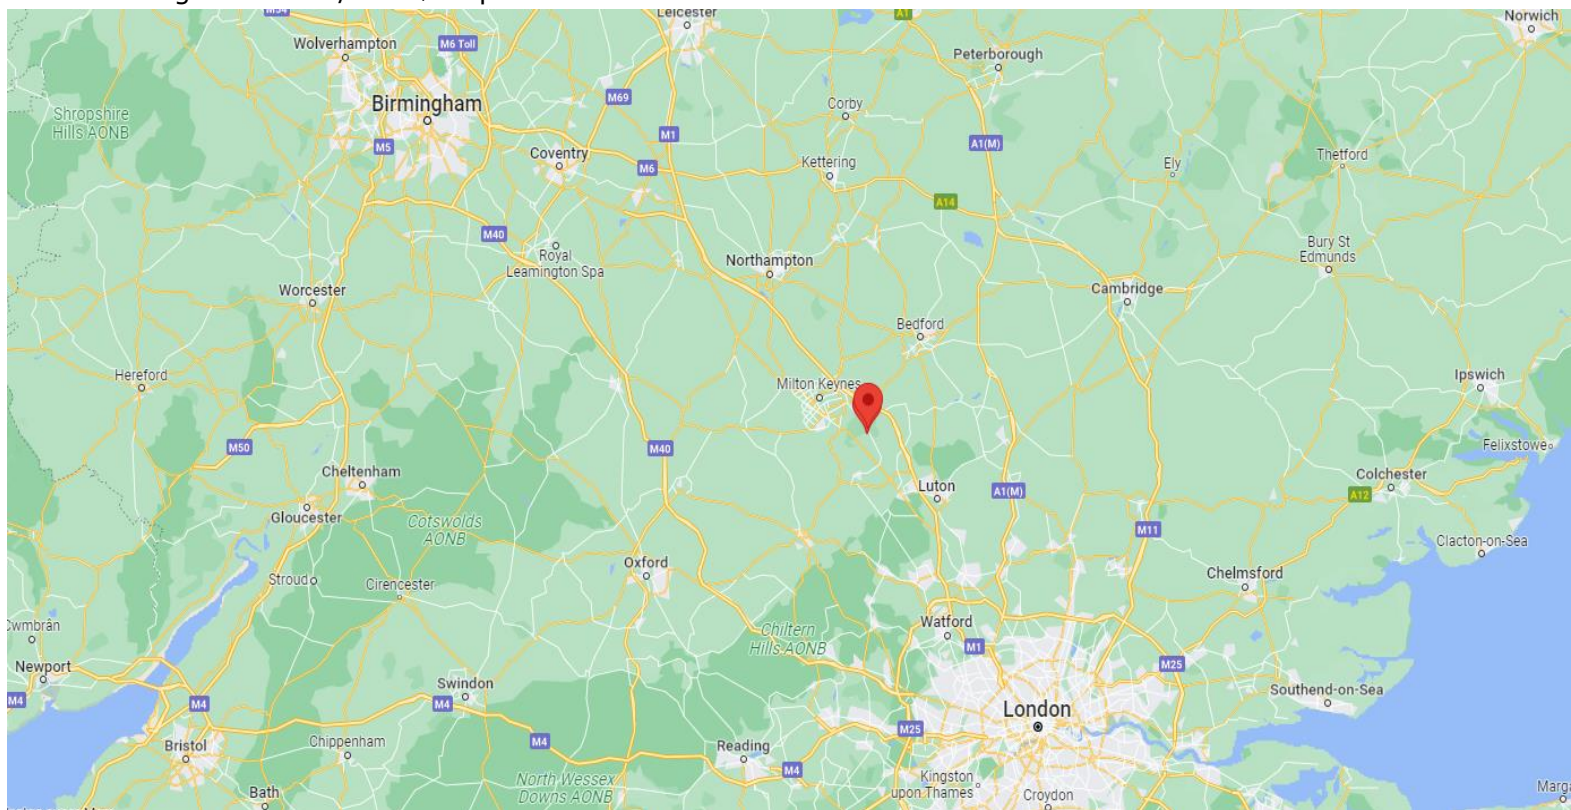 M54
Leicester
A1
Norwich
Wolverhampton
M6 Toll
Peterborough
Birmingham
M69
Corby
Shropshire
Hills AONB
M1
A1(M)
M5
Coventry
M6
Kettering
Ely
Thetford
A14
M40
Royal
Leamington Spa
Northampton
Bury St
Edmunds
Worcester
Cambridge
Bedford
Hereford
Milton Keynes
Ipswich
M50
M40
Felixstowe
Cheltenham
Luton
A1(M)
Colchester
A12
Gloucester
Cotswolds
AONB
M11
Clacton-on-Sea
Oxford
Stroud
Cirencester
Chelmsford
Cwmbrân
Watford
Chiltern
Hills AONB
M1
Newport
M25
M4
Swindon
Southend-on-Sea
M4
M4
London
M25
Bristol
Chippenham
M4
Reading
M4
North Wessex
Downs AONB
Kingston
upon Thames
Bath
Croydon
Marga